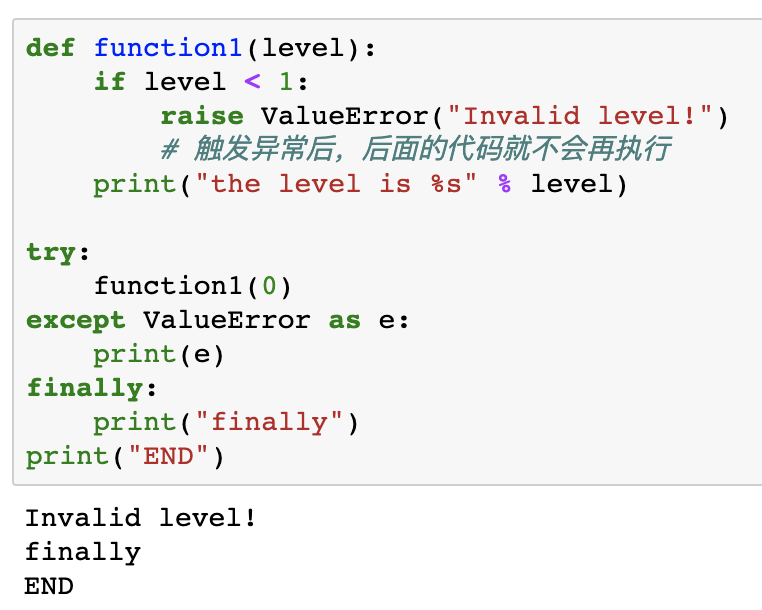 def function1(level):
    if level < 1:
        raise ValueError("Invalid level!")
        # 触发异常后，后面的代码就不会再执行
    print("the level is %s" % level)

try:
    function1(0)
except ValueError as e:
    print(e)
finally:
    print("finally")
print("END")
Invalid level!
finally
END